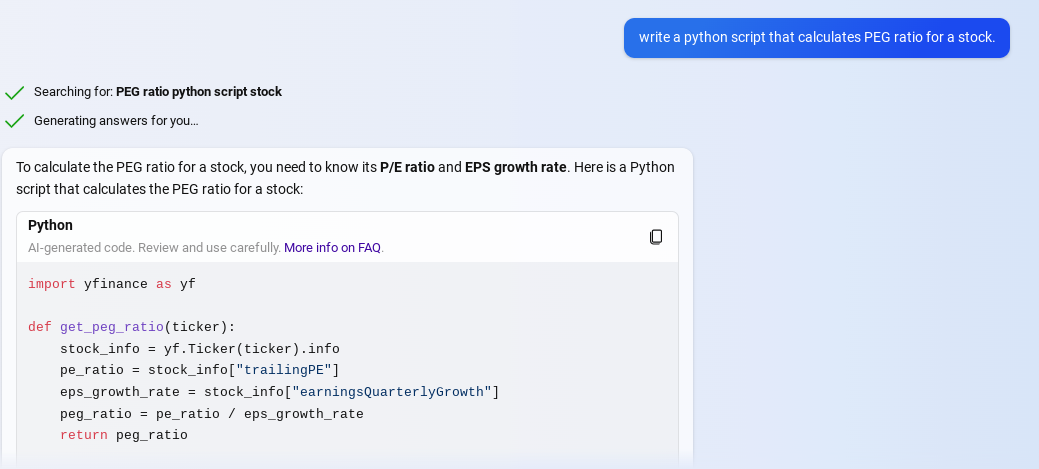 write a python script that calculates PEG ratio for a stock.
Searching for: PEG ratio python script stock
Generating answers for you…
To calculate the PEG ratio for a stock, you need to know its P/E ratio and EPS growth rate. Here is a Python
script that calculates the PEG ratio for a stock:
Python
AI-generated code. Review and use carefully. More info on FAQ.
import yfinance as yf
def get_peg_ratio(ticker):
    stock_info = yf.Ticker(ticker).info
    pe_ratio = stock_info["trailingPE"]
    eps_growth_rate = stock_info["earningsQuarterlyGrowth"]
    peg_ratio = pe_ratio / eps_growth_rate
    return peg_ratio